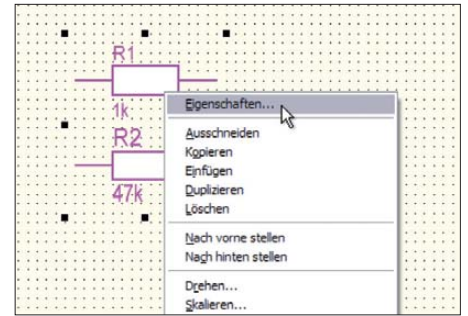 R1
1k
R2
47k
Eigenschaften...
Ausschneiden
Kopieren
Einfügen
Duplizieren
Löschen
Nach vorne stellen
Nach hinten stellen
Drehen...
Skalieren...